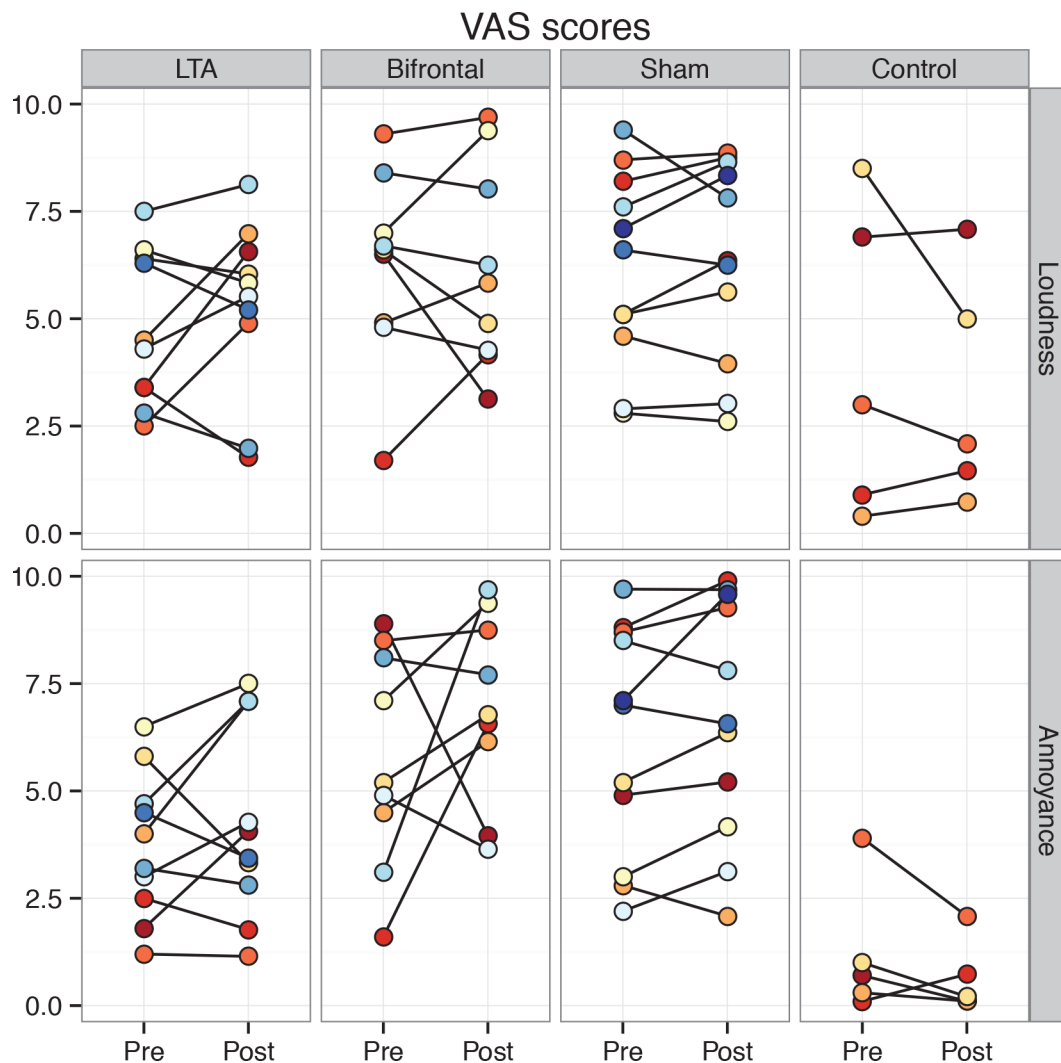 VAS scores
LTA Bifrontal Sham Control
10.0
7.5
5.0
2.5
0.0
Loudness
10.0
7.5
5.0
2.5
0.0
Annoyance
Pre Post Pre Post Pre Post Pre Post